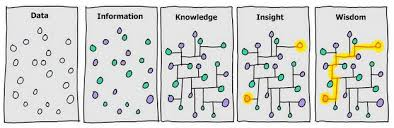 Data
Information
Knowledge
Insight
Wisdom